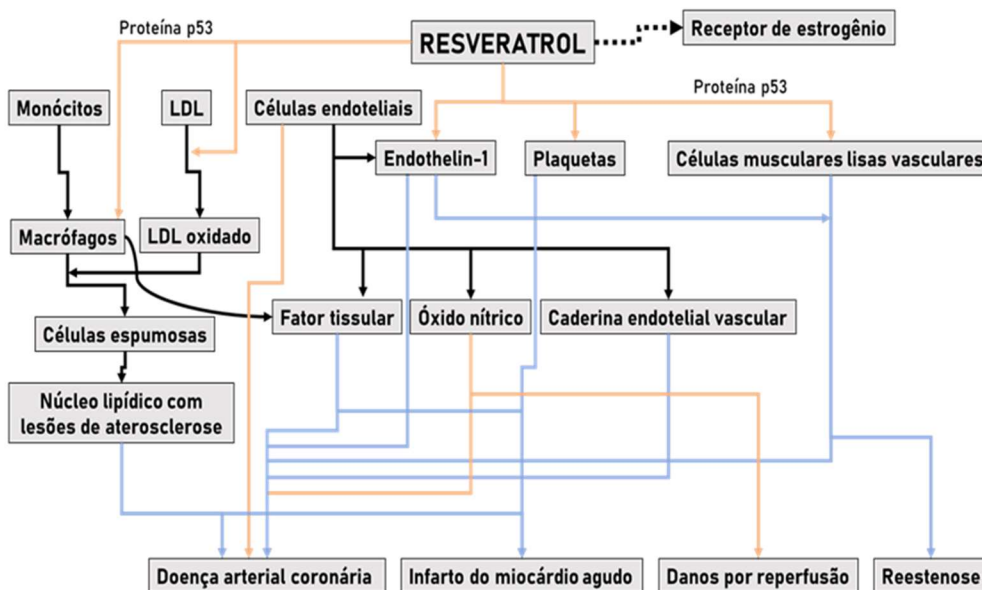 Proteína p53
RESVERATROL
Receptor de estrogênio
Proteína p53
Monócitos
LDL
Células endoteliais
Endothelin-1
Plaquetas
Células musculares lisas vasculares
Macrófagos
LDL oxidado
Fator tissular
Óxido nítrico
Caderina endotelial vascular
Células espumosas
Núcleo lipídico com
lesões de aterosclerose
Doença arterial coronária
Infarto do miocárdio agudo
Danos por reperfusão
Reestenose